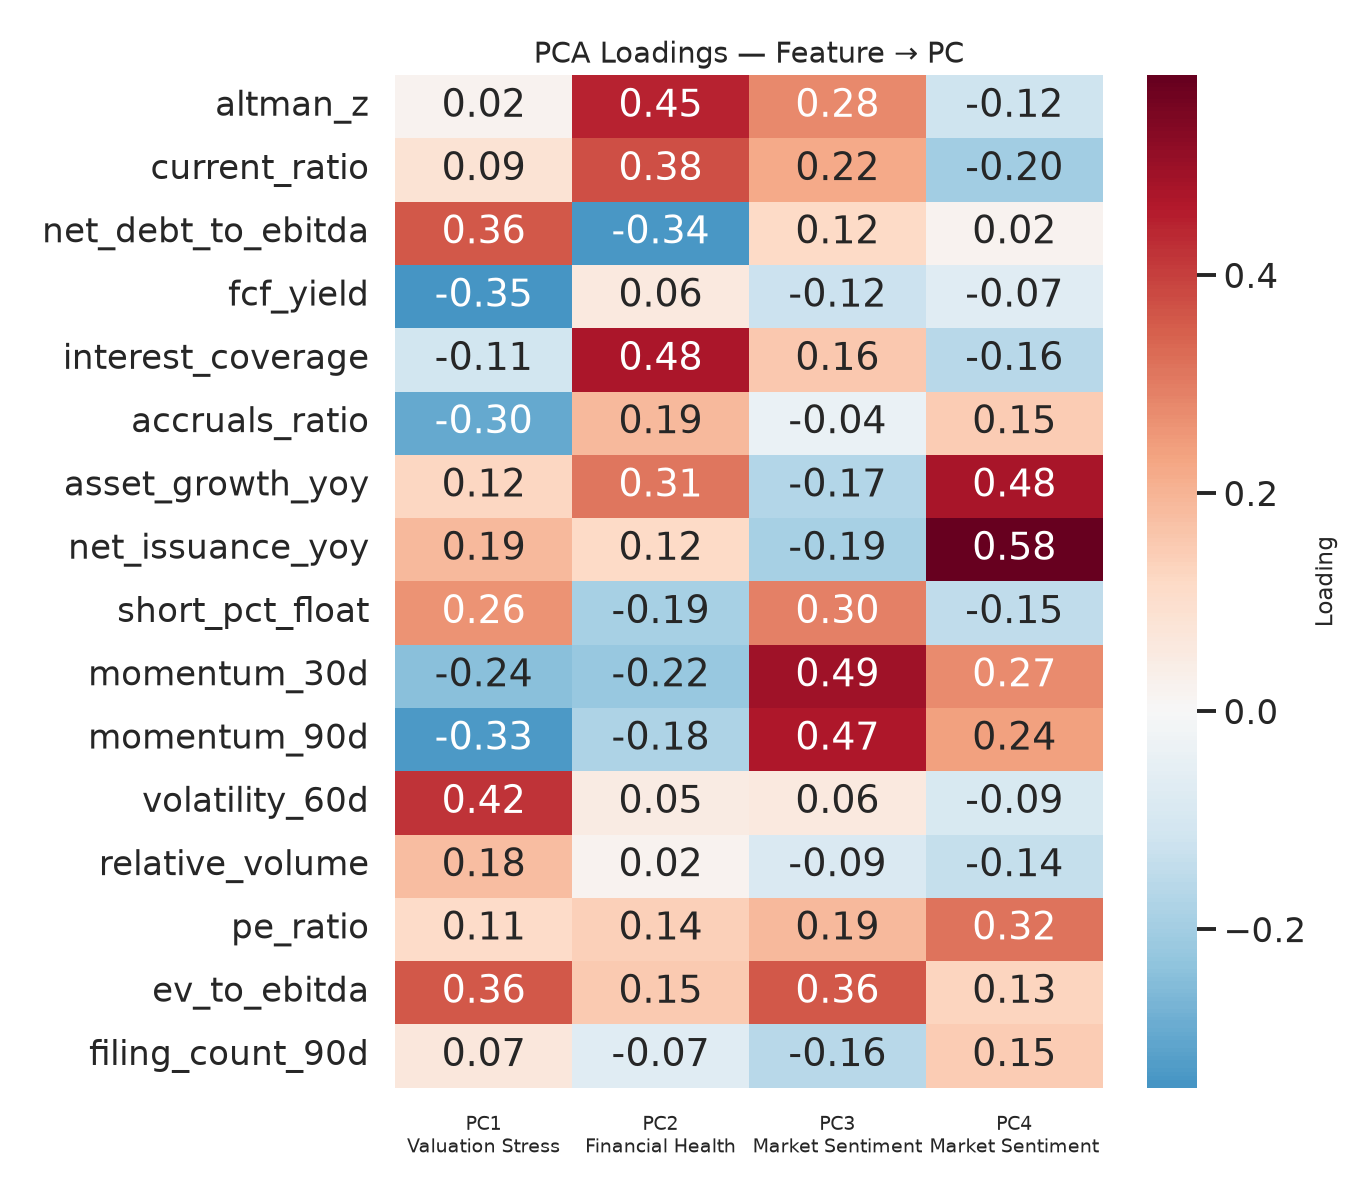 PCA Loadings — Feature → PC
altman_z 0.02 0.45 0.28 -0.12
current_ratio 0.09 0.38 0.22 -0.20
net_debt_to_ebitda 0.36 -0.34 0.12 0.02
fcf_yield -0.35 0.06 -0.12 -0.07
interest_coverage -0.11 0.48 0.16 -0.16
accruals_ratio -0.30 0.19 -0.04 0.15
asset_growth_yoy 0.12 0.31 -0.17 0.48
net_issuance_yoy 0.19 0.12 -0.19 0.58
short_pct_float 0.26 -0.19 0.30 -0.15
momentum_30d -0.24 -0.22 0.49 0.27
momentum_90d -0.33 -0.18 0.47 0.24
volatility_60d 0.42 0.05 0.06 -0.09
relative_volume 0.18 0.02 -0.09 -0.14
pe_ratio 0.11 0.14 0.19 0.32
ev_to_ebitda 0.36 0.15 0.36 0.13
filing_count_90d 0.07 -0.07 -0.16 0.15
PC1 PC2 PC3 PC4
Valuation Stress Financial Health Market Sentiment Market Sentiment
0.4
0.2
0.0
−0.2
Loading